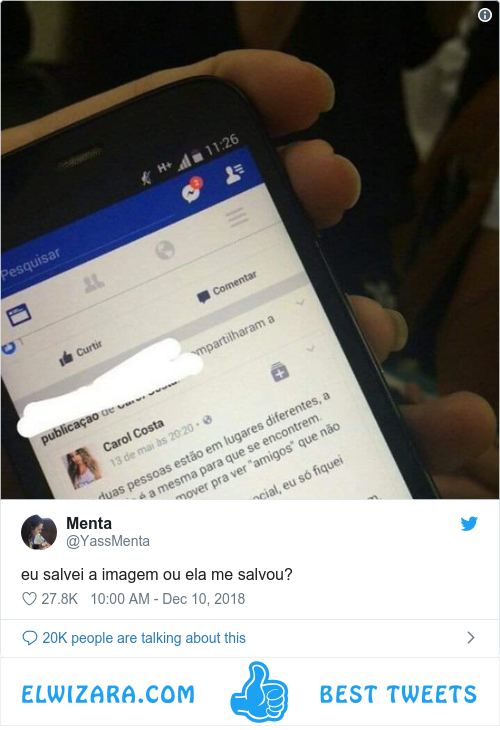 H+ 11:26
Pesquisar
1
Curtir
Comentar
mpartilharam a
publicação de
Carol Costa
13 de mai às 20:20 •
duas pessoas estão em lugares diferentes, a
é a mesma para que se encontrem.
mover pra ver "amigos" que não
ocial, eu só fiquei
Menta
@YassMenta
eu salvei a imagem ou ela me salvou?
27.8K 10:00 AM - Dec 10, 2018
20K people are talking about this
ELWIZARA.COM BEST TWEETS